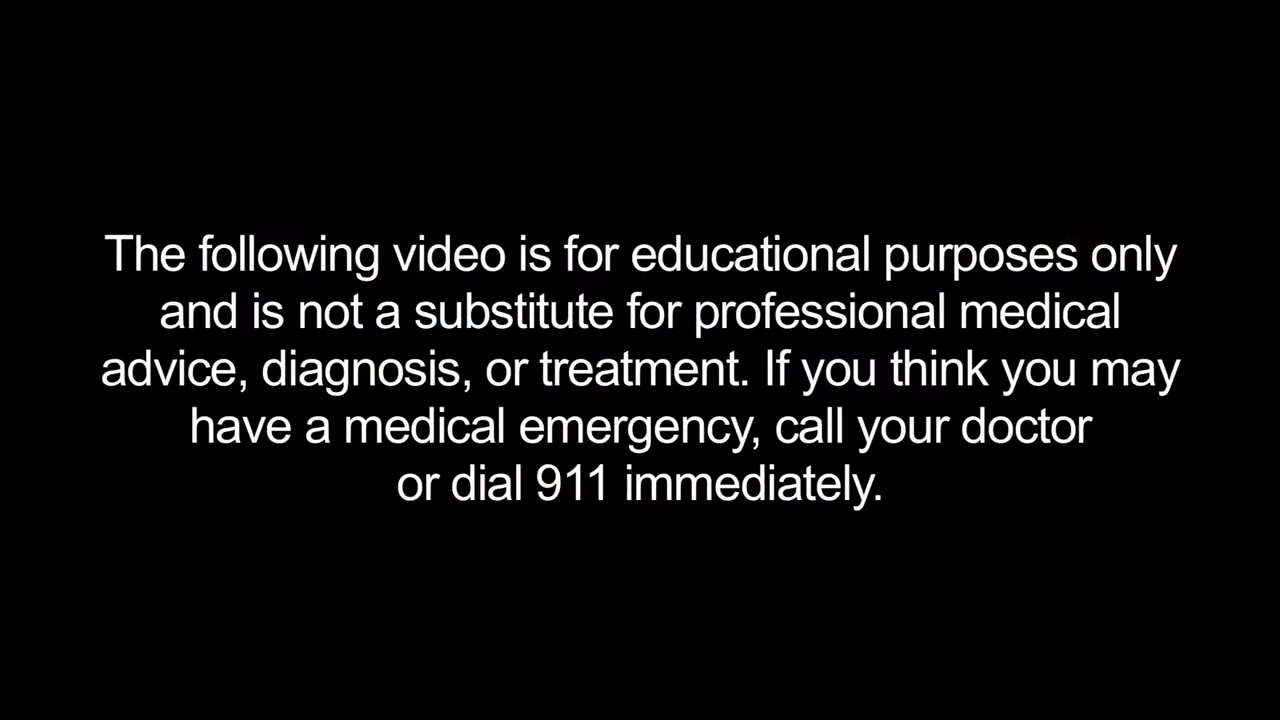 The following video is for educational purposes only
and is not a substitute for professional medical
advice, diagnosis, or treatment. If you think you may
have a medical emergency, call your doctor
or dial 911 immediately.